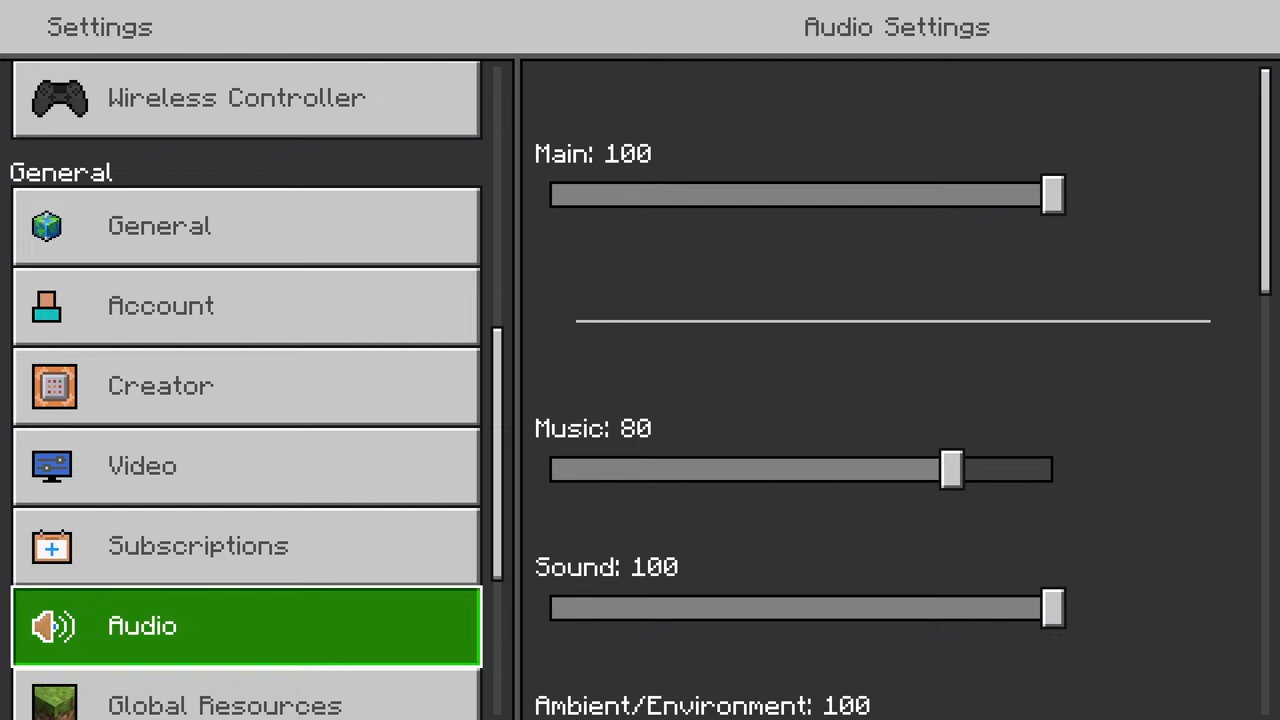 Settings
Audio Settings
Wireless Controller
General
General
Account
Creator
Video
Subscriptions
Audio
Global Resources
Main: 100
Music: 80
Sound: 100
Ambient/Environment: 100